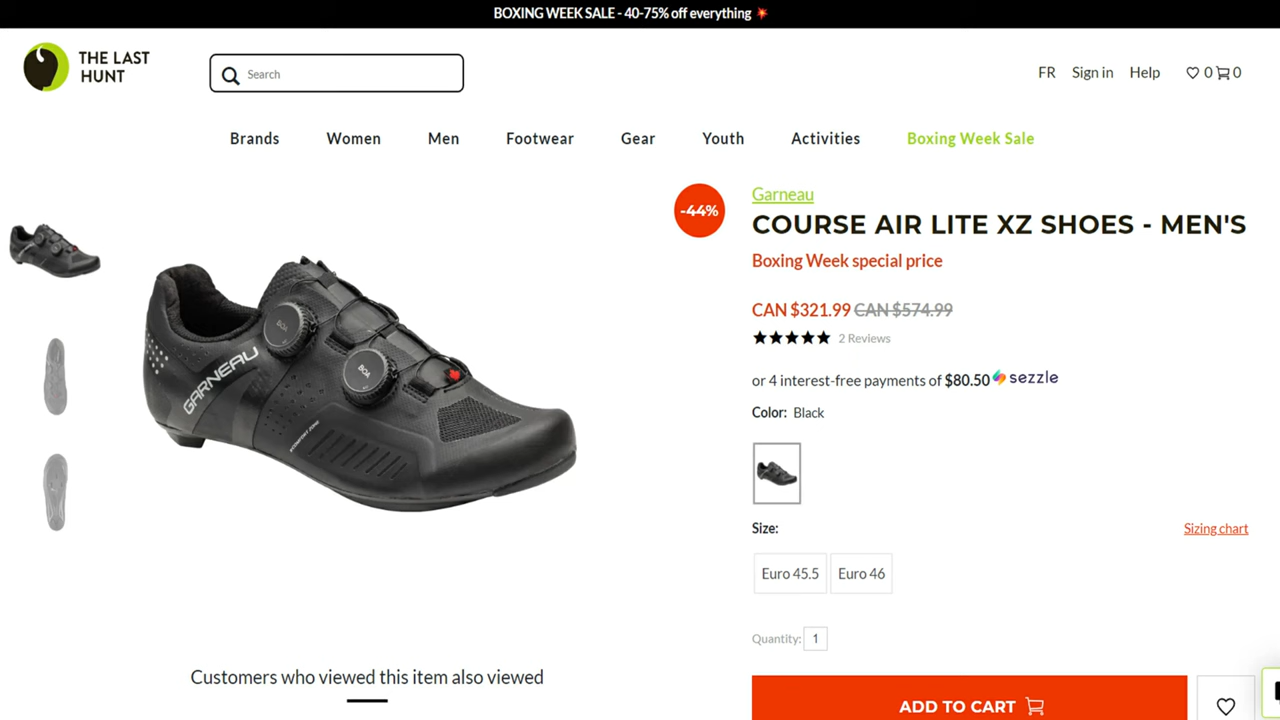 BOXING WEEK SALE - 40-75% off everything 💥
THE LAST
HUNT
Search
FR Sign in Help 0 0
Brands Women Men Footwear Gear Youth Activities Boxing Week Sale
-44%
Garneau
COURSE AIR LITE XZ SHOES - MEN'S
Boxing Week special price
CAN $321.99 CAN $574.99
★★★★★ 2 Reviews
or 4 interest-free payments of $80.50 sezzle
Color: Black
GARNEAU
BOA
BOA
Size: Sizing chart
Euro 45.5 Euro 46
Quantity: 1
Customers who viewed this item also viewed
ADD TO CART